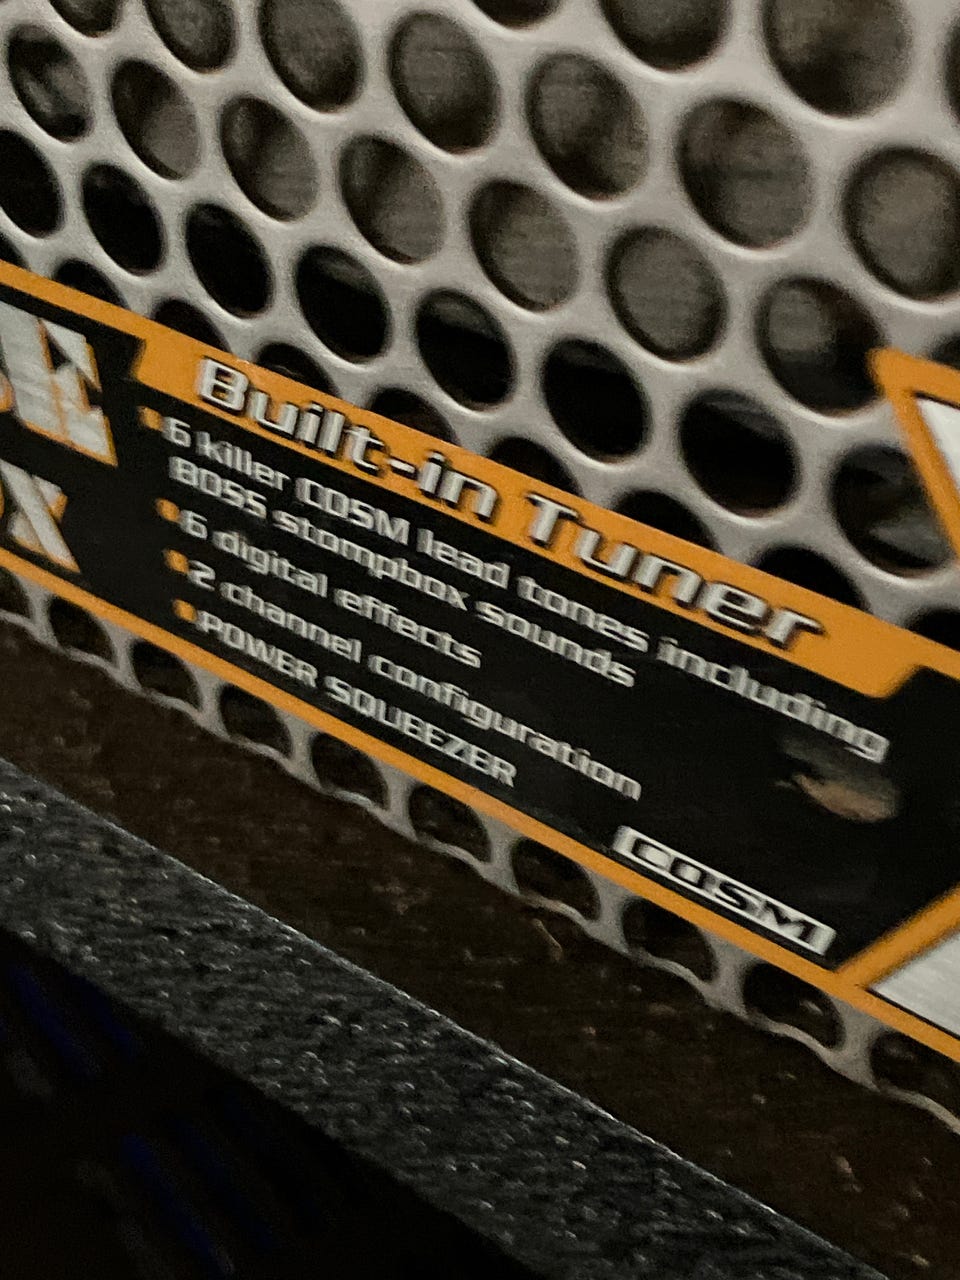 E
X
Built-in Tuner
6 killer COSM lead tones including
BOSS stompbox sounds
6 digital effects
2 channel configuration
POWER SQUEEZER
COSM